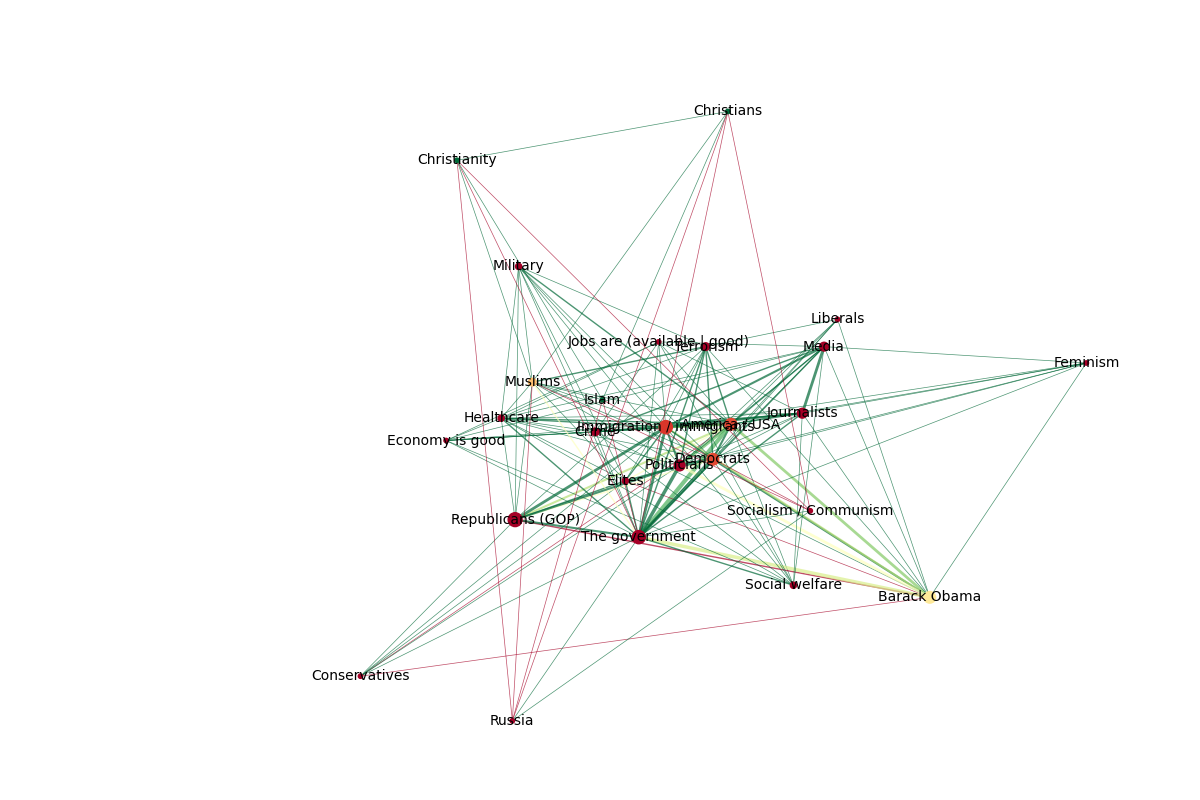 Christians
Christianity
Military
Liberals
Jobs are (available | good)
Terrorism
Media
Feminism
Muslims
Islam
Healthcare
Journalists
Immigration / Immigrants
America / USA
Crime
Economy is good
Democrats
Politicians
Elites
Socialism / Communism
Republicans (GOP)
The government
Social welfare
Barack Obama
Conservatives
Russia